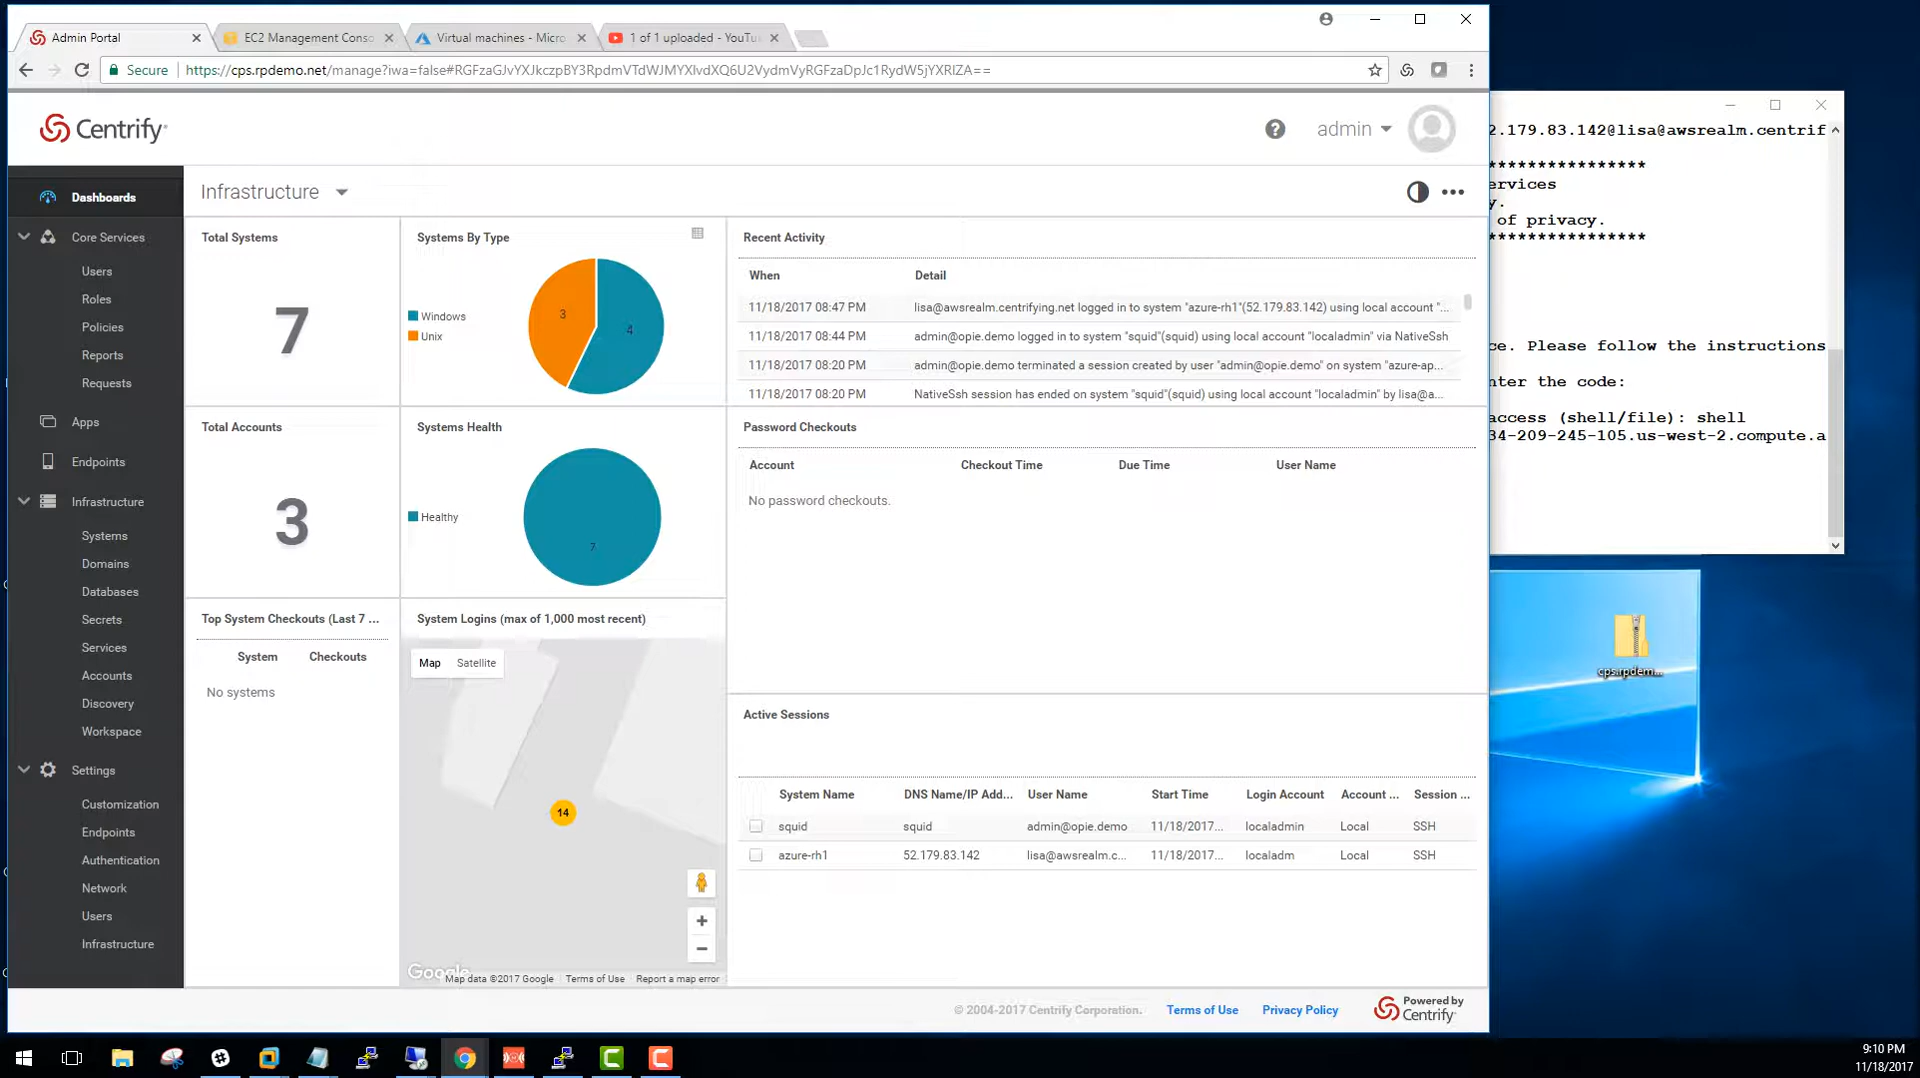 Admin Portal
EC2 Management Conso
Virtual machines - Micro
1 of 1 uploaded - YouTu
Secure
Centrify
admin
Infrastructure
Dashboards
Core Services
Users
Roles
Policies
Reports
Requests
Apps
Endpoints
Infrastructure
Systems
Domains
Databases
Secrets
Services
Accounts
Discovery
Workspace
Settings
Customization
Endpoints
Authentication
Network
Users
Infrastructure
Total Systems
7
Systems By Type
Windows
Unix
3
4
Total Accounts
3
Systems Health
Healthy
7
Top System Checkouts (Last 7 ...
System Checkouts
No systems
System Logins (max of 1,000 most recent)
Map Satellite
14
Google
Map data ©2017 Google Terms of Use Report a map error
Recent Activity
When Detail
11/18/2017 08:47 PM lisa@awsrealm.centrifying.net logged in to system "azure-rh1"(52.179.83.142) using local account "...
11/18/2017 08:44 PM admin@opie.demo logged in to system "squid"(squid) using local account "localadmin" via NativeSsh
11/18/2017 08:20 PM admin@opie.demo terminated a session created by user "admin@opie.demo" on system "azure-ap...
11/18/2017 08:20 PM NativeSsh session has ended on system "squid"(squid) using local account "localadmin" by lisa@a...
Password Checkouts
Account Checkout Time Due Time User Name
No password checkouts.
Active Sessions
System Name DNS Name/IP Add... User Name Start Time Login Account Account ... Session ...
squid squid admin@opie.demo 11/18/2017... localadmin Local SSH
azure-rh1 52.179.83.142 lisa@awsrealm.c... 11/18/2017... localadm Local SSH
© 2004-2017 Centrify Corporation. Terms of Use Privacy Policy
Powered by
Centrify
2.179.83.142@lisa@awsrealm.centrif
*****************
ervices
y.
of privacy.
*****************
ce. Please follow the instructions
nter the code:
access (shell/file): shell
34-209-245-105.us-west-2.compute.a
cps.rpdem...
9:10 PM
11/18/2017